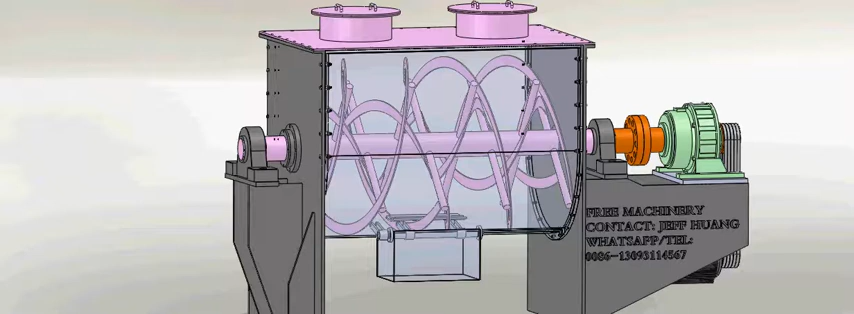 FREE MACHINERY
CONTACT: JEFF HUANG
WHATSAPP/TEL:
0086-13093114567